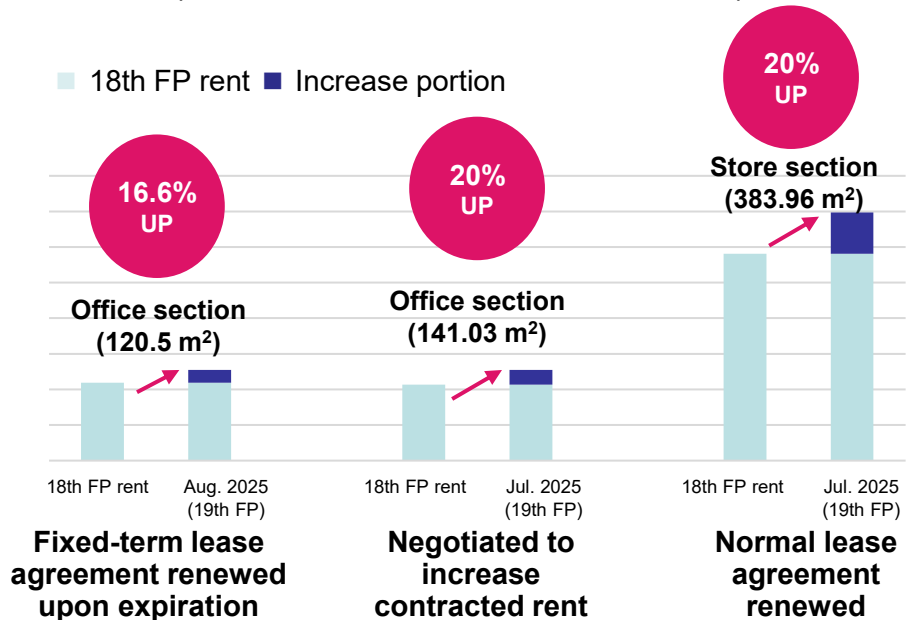 18th FP rent Increase portion
20%
UP
16.6%
UP
20%
UP
Store section
(383.96 m²)
Office section
(120.5 m²)
Office section
(141.03 m²)
18th FP rent
Aug. 2025
(19th FP)
18th FP rent
Jul. 2025
(19th FP)
18th FP rent
Jul. 2025
(19th FP)
Fixed-term lease
agreement renewed
upon expiration
Negotiated to
increase
contracted rent
Normal lease
agreement
renewed